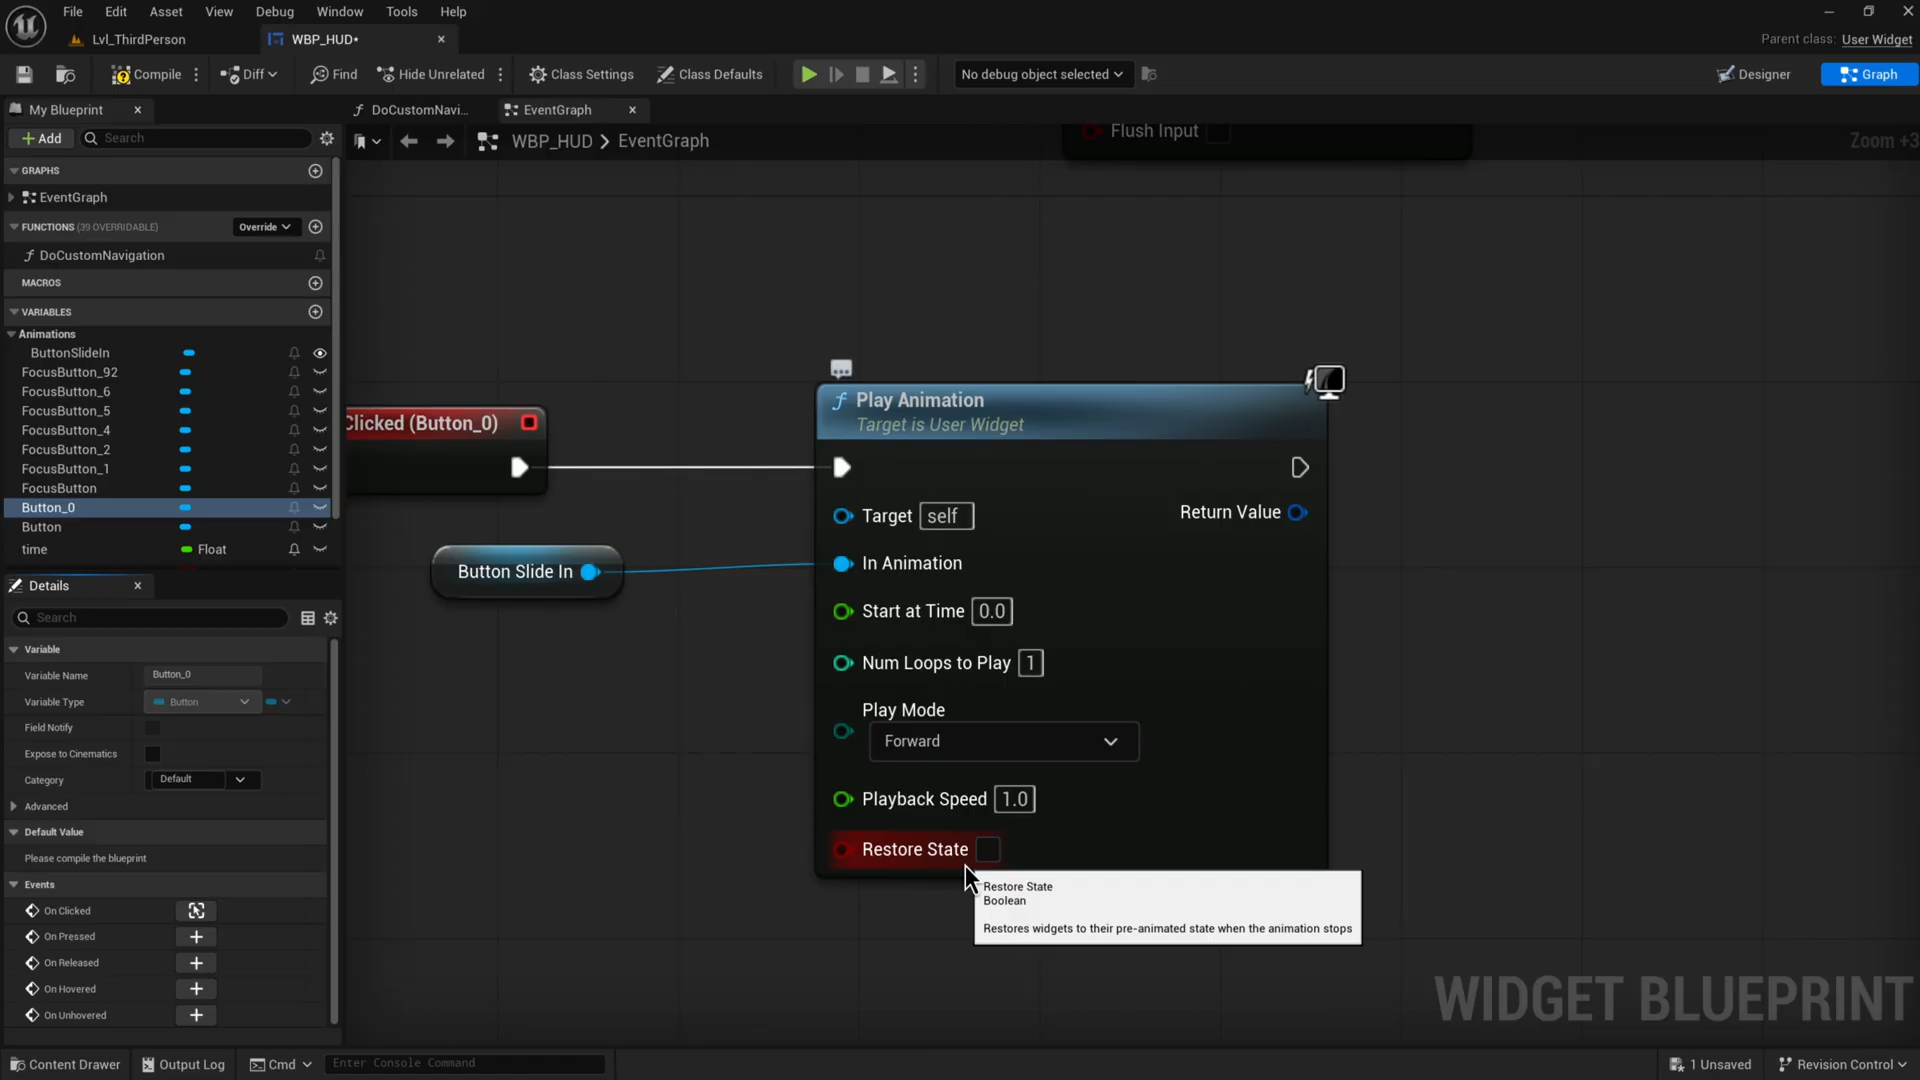 File Edit Asset View Debug Window Tools Help
Lvl_ThirdPerson WBP_HUD*
Parent class: User Widget
Compile Diff Find Hide Unrelated Class Settings Class Defaults No debug object selected Designer Graph
My Blueprint DoCustomNavi... EventGraph
Add Search WBP_HUD > EventGraph Zoom +3
Flush Input
GRAPHS
EventGraph
FUNCTIONS (39 OVERRIDABLE) Override
DoCustomNavigation
MACROS
VARIABLES
Animations
ButtonSlideIn
FocusButton_92
FocusButton_6
FocusButton_5
FocusButton_4
FocusButton_2
FocusButton_1
FocusButton
Button_0
Button
time Float
Details
Search
Variable
Variable Name Button_0
Variable Type Button
Field Notify
Expose to Cinematics
Category Default
Advanced
Default Value
Please compile the blueprint
Events
On Clicked
On Pressed
On Released
On Hovered
On Unhovered
Clicked (Button_0)
Button Slide In
f Play Animation
Target is User Widget
Target self
Return Value
In Animation
Start at Time 0.0
Num Loops to Play 1
Play Mode
Forward
Playback Speed 1.0
Restore State
Restore State
Boolean
Restores widgets to their pre-animated state when the animation stops
WIDGET BLUEPRINT
Content Drawer Output Log Cmd Enter Console Command 1 Unsaved Revision Control